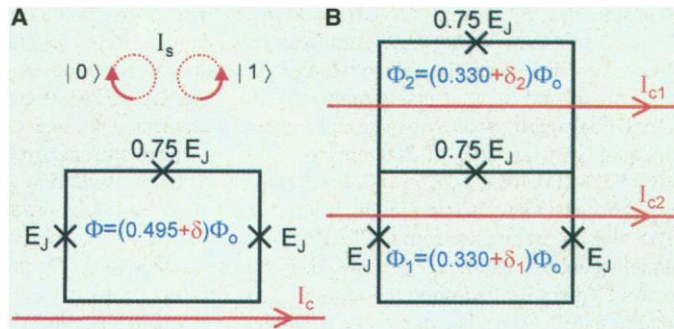 A
I_s
|0⟩ |1⟩
0.75 E_J
E_J
Φ=(0.495+δ)Φ_o
E_J
I_c
B
0.75 E_J
Φ_2=(0.330+δ_2)Φ_o
I_c1
0.75 E_J
I_c2
E_J
E_J
Φ_1=(0.330+δ_1)Φ_o